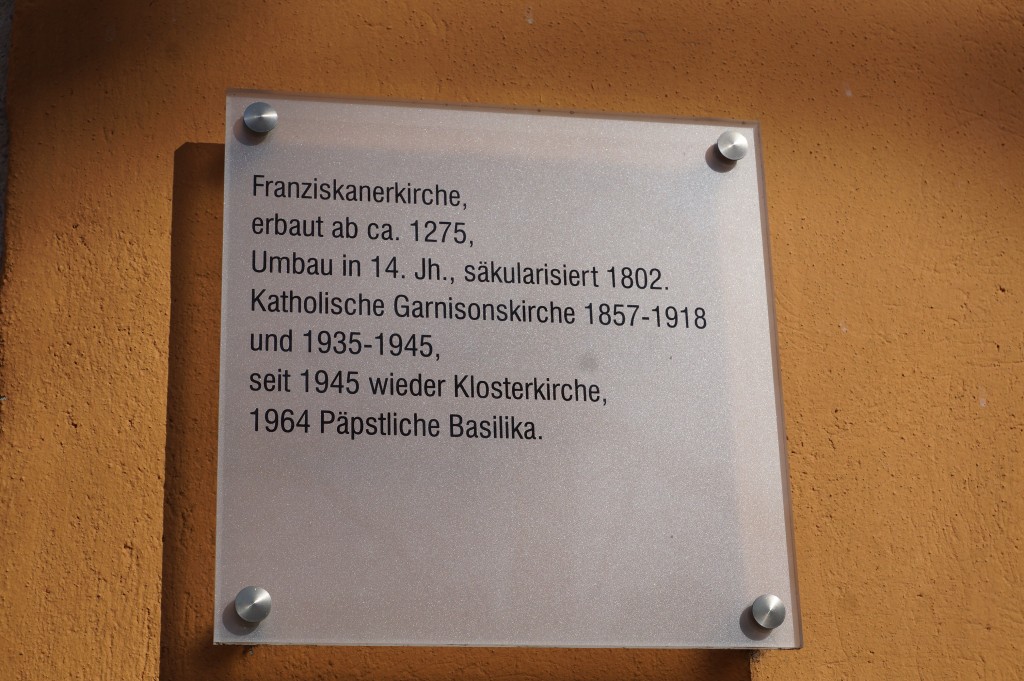 Franziskanerkirche,
erbaut ab ca. 1275,
Umbau in 14. Jh., säkularisiert 1802.
Katholische Garnisonskirche 1857-1918
und 1935-1945,
seit 1945 wieder Klosterkirche,
1964 Päpstliche Basilika.